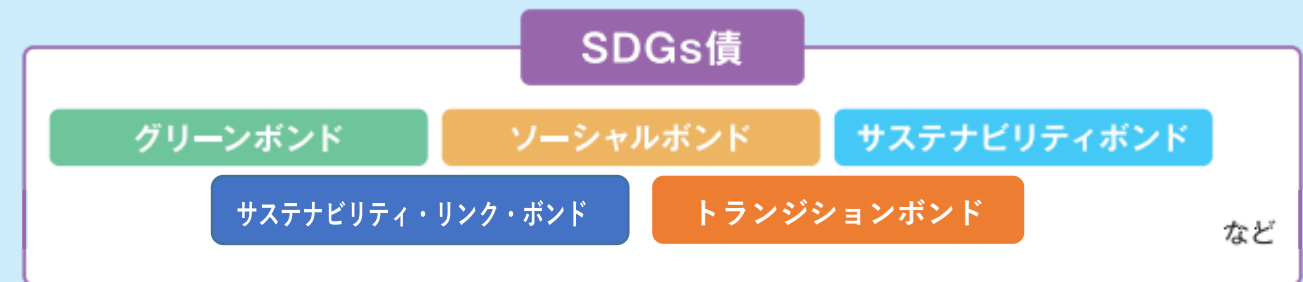 SDGs債
グリーンボンド ソーシャルボンド サステナビリティボンド
サステナビリティ・リンク・ボンド トランジションボンド
など